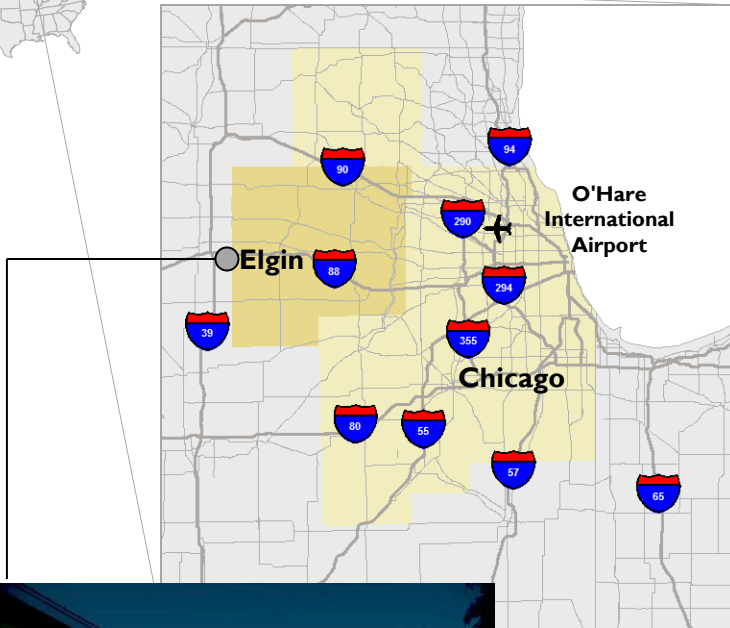 94
90
O'Hare
International
Airport
290
Elgin
88
294
39
355
Chicago
80
55
57
65